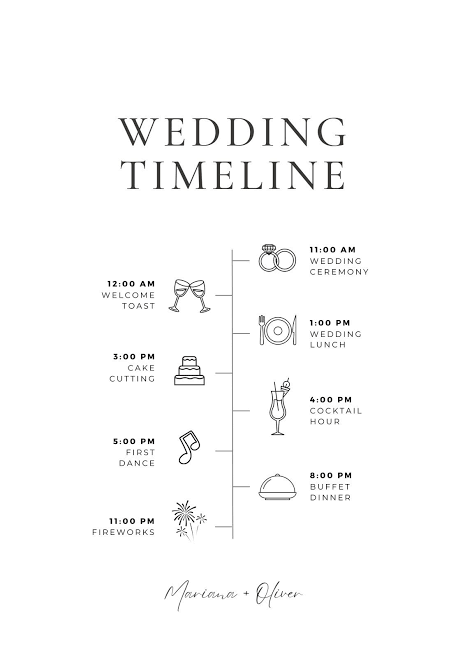 WEDDING
TIMELINE
11:00 AM
WEDDING
CEREMONY
12:00 AM
WELCOME
TOAST
1:00 PM
WEDDING
LUNCH
3:00 PM
CAKE
CUTTING
4:00 PM
COCKTAIL
HOUR
5:00 PM
FIRST
DANCE
8:00 PM
BUFFET
DINNER
11:00 PM
FIREWORKS
Mariana + Oliver